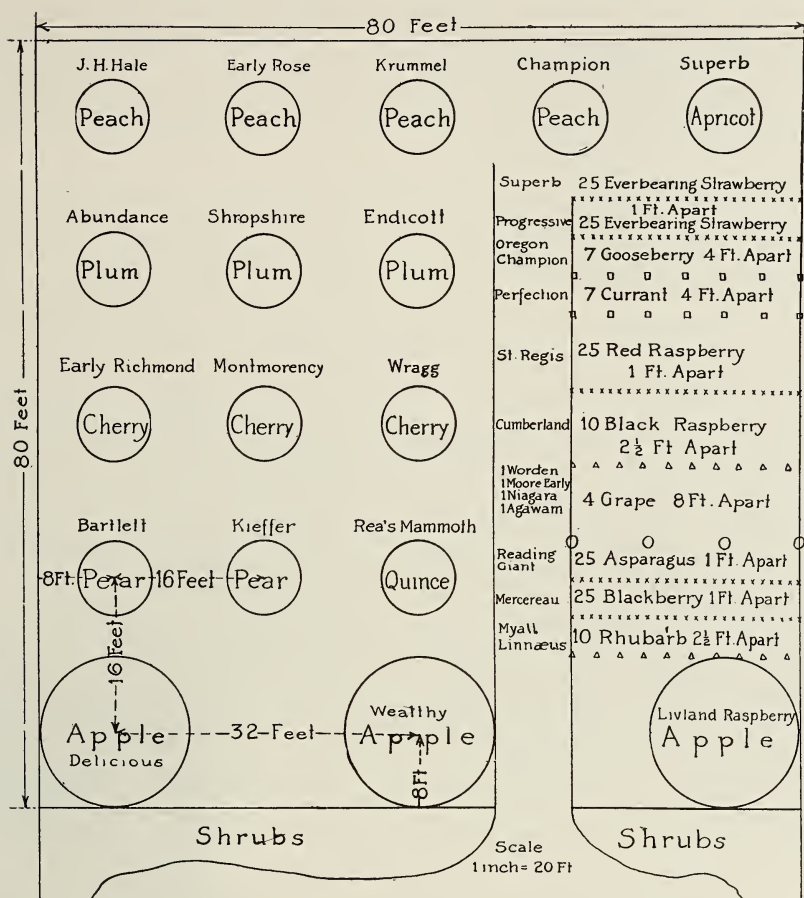 80 Feet
J. H. Hale Early Rose Krummel Champion Superb
Peach Peach Peach Peach Apricot
Superb 25 Everbearing Strawberry
1 Ft. Apart
Progressive 25 Everbearing Strawberry
Abundance Shropshire Endicott
Plum Plum Plum
Oregon
Champion 7 Gooseberry 4 Ft. Apart
Perfection 7 Currant 4 Ft. Apart
Early Richmond Montmorency Wragg
Cherry Cherry Cherry
St. Regis 25 Red Raspberry
1 Ft. Apart
80 Feet
Cumberland 10 Black Raspberry
2½ Ft Apart
1 Worden
1 Moore Early
1 Niagara
1 Agawam
4 Grape 8 Ft. Apart
Bartlett Kieffer Rea's Mammoth
8Ft. Pear 16 Feet Pear Quince
Reading
Giant 25 Asparagus 1 Ft. Apart
Mercereau 25 Blackberry 1 Ft. Apart
Myall
Linnæus 10 Rhubarb 2½ Ft. Apart
16 Feet
Apple
Delicious
32 Feet
Wealthy
Apple
8Ft
Livland Raspberry
Apple
Shrubs Shrubs
Scale
1 inch = 20 Ft